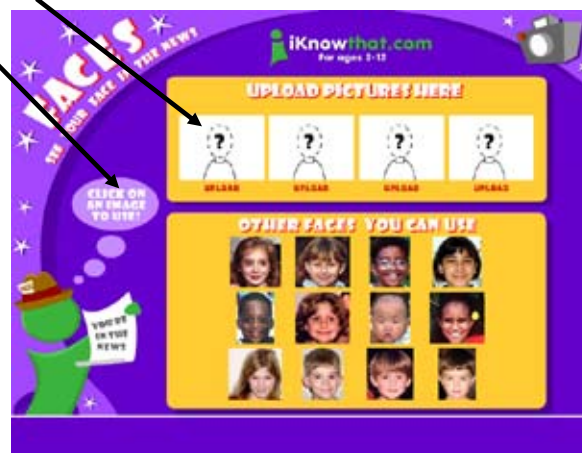 iKnowthat.com
For ages 2-12
FACES
SEE YOUR FACE IN THE NEWS
UPLOAD PICTURES HERE
? ? ? ?
UPLOAD UPLOAD UPLOAD UPLOAD
CLICK ON
AN IMAGE
TO USE!
OTHER FACES YOU CAN USE
YOU'RE
IN THE
NEWS